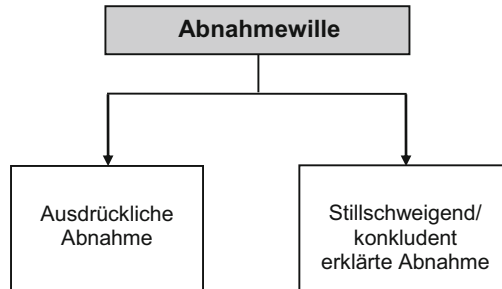 Abnahmewille
Ausdrückliche
Abnahme
Stillschweigend/
konkludent
erklärte Abnahme